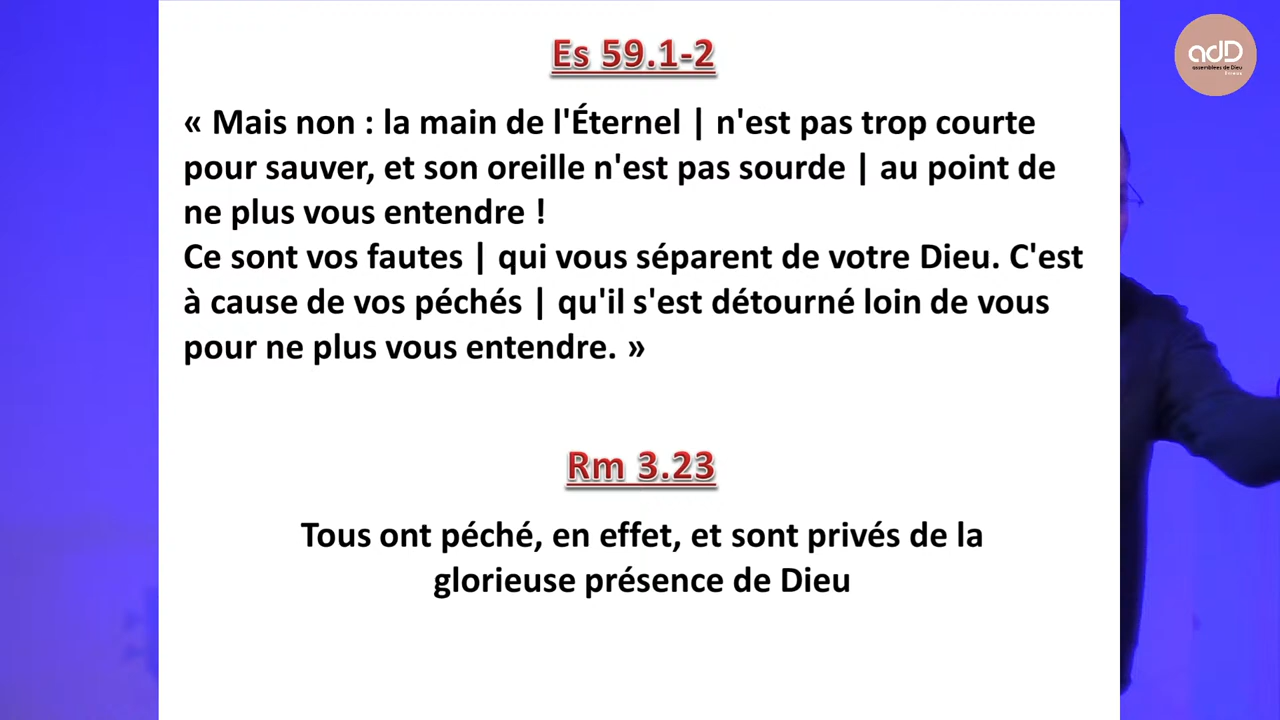 Es 59.1-2
adD
assemblées de Dieu
« Mais non : la main de l'Éternel | n'est pas trop courte
pour sauver, et son oreille n'est pas sourde | au point de
ne plus vous entendre !
Ce sont vos fautes | qui vous séparent de votre Dieu. C'est
à cause de vos péchés | qu'il s'est détourné loin de vous
pour ne plus vous entendre. »
Rm 3.23
Tous ont péché, en effet, et sont privés de la
glorieuse présence de Dieu